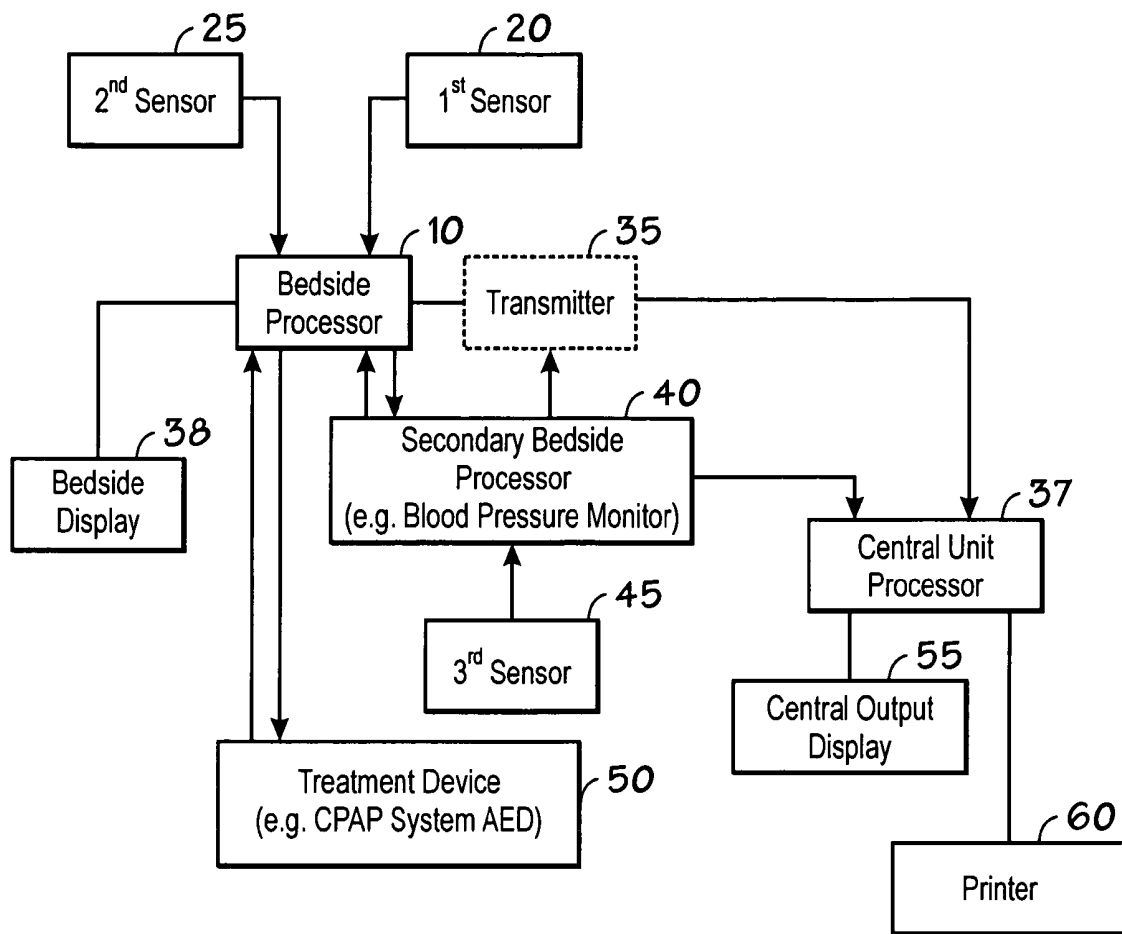 25
20
2nd Sensor
1st Sensor
10
35
Bedside
Processor
Transmitter
40
38
Secondary Bedside
Processor
(e.g. Blood Pressure Monitor)
Bedside
Display
37
Central Unit
Processor
45
3rd Sensor
55
Central Output
Display
50
Treatment Device
(e.g. CPAP System AED)
60
Printer